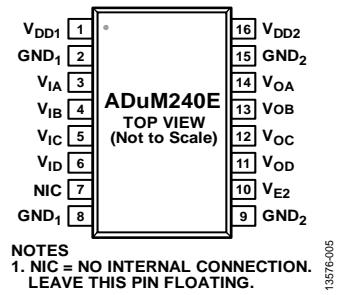 VDD1 1 16 VDD2
GND1 2 15 GND2
VIA 3 14 VOA
VIB 4 ADuM240E 13 VOB
VIC 5 TOP VIEW 12 VOC
(Not to Scale)
VID 6 11 VOD
NIC 7 10 VE2
GND1 8 9 GND2
NOTES
1. NIC = NO INTERNAL CONNECTION.
LEAVE THIS PIN FLOATING.
13576-005